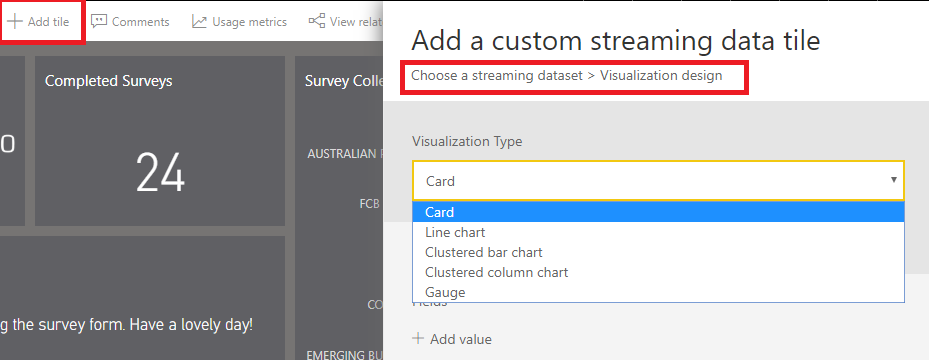 Add tile
Comments
Usage metrics
View rela
Completed Surveys
24
Survey Colle
AUSTRALIAN
FCB
CO
EMERGING BU
g the survey form. Have a lovely day!
Add a custom streaming data tile
Choose a streaming dataset > Visualization design
Visualization Type
Card
Card
Line chart
Clustered bar chart
Clustered column chart
Gauge
Fields
Add value